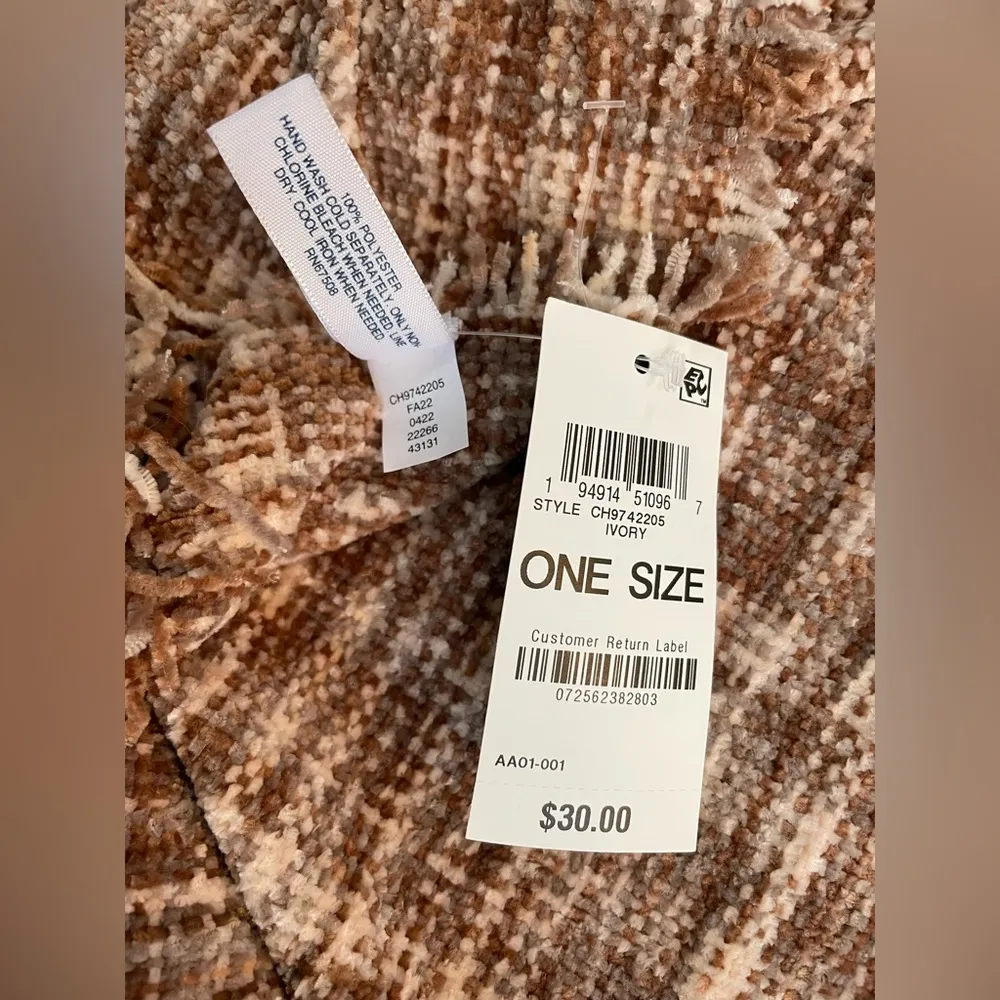 100% POLYESTER
HAND WASH COLD SEPARATELY. ONLY NON-
CHLORINE BLEACH WHEN NEEDED. LINE
DRY. COOL IRON WHEN NEEDED.
RN67508
CH9742205
FA22
0422
22266
43131
1 94914 51096 7
STYLE CH9742205
IVORY
ONE SIZE
Customer Return Label
072562382803
AA01-001
$30.00